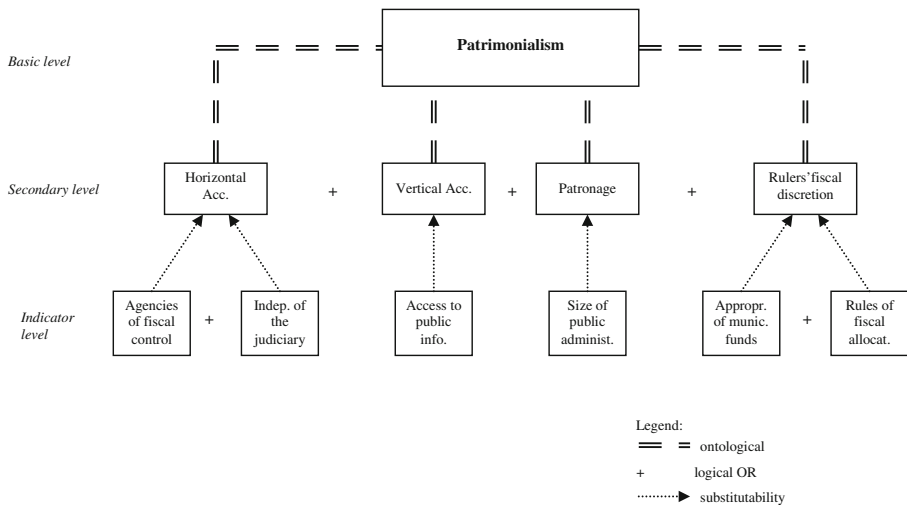 Patrimonialism
Basic level
Secondary level
Horizontal
Acc.
+
Vertical Acc.
+
Patronage
+
Rulers'fiscal
discretion
Indicator
level
Agencies
of fiscal
control
+
Indep. of
the
judiciary
Access to
public
info.
Size of
public
administ.
Appropr.
of munic.
funds
+
Rules of
fiscal
allocat.
Legend:
ontological
+ logical OR
substitutability